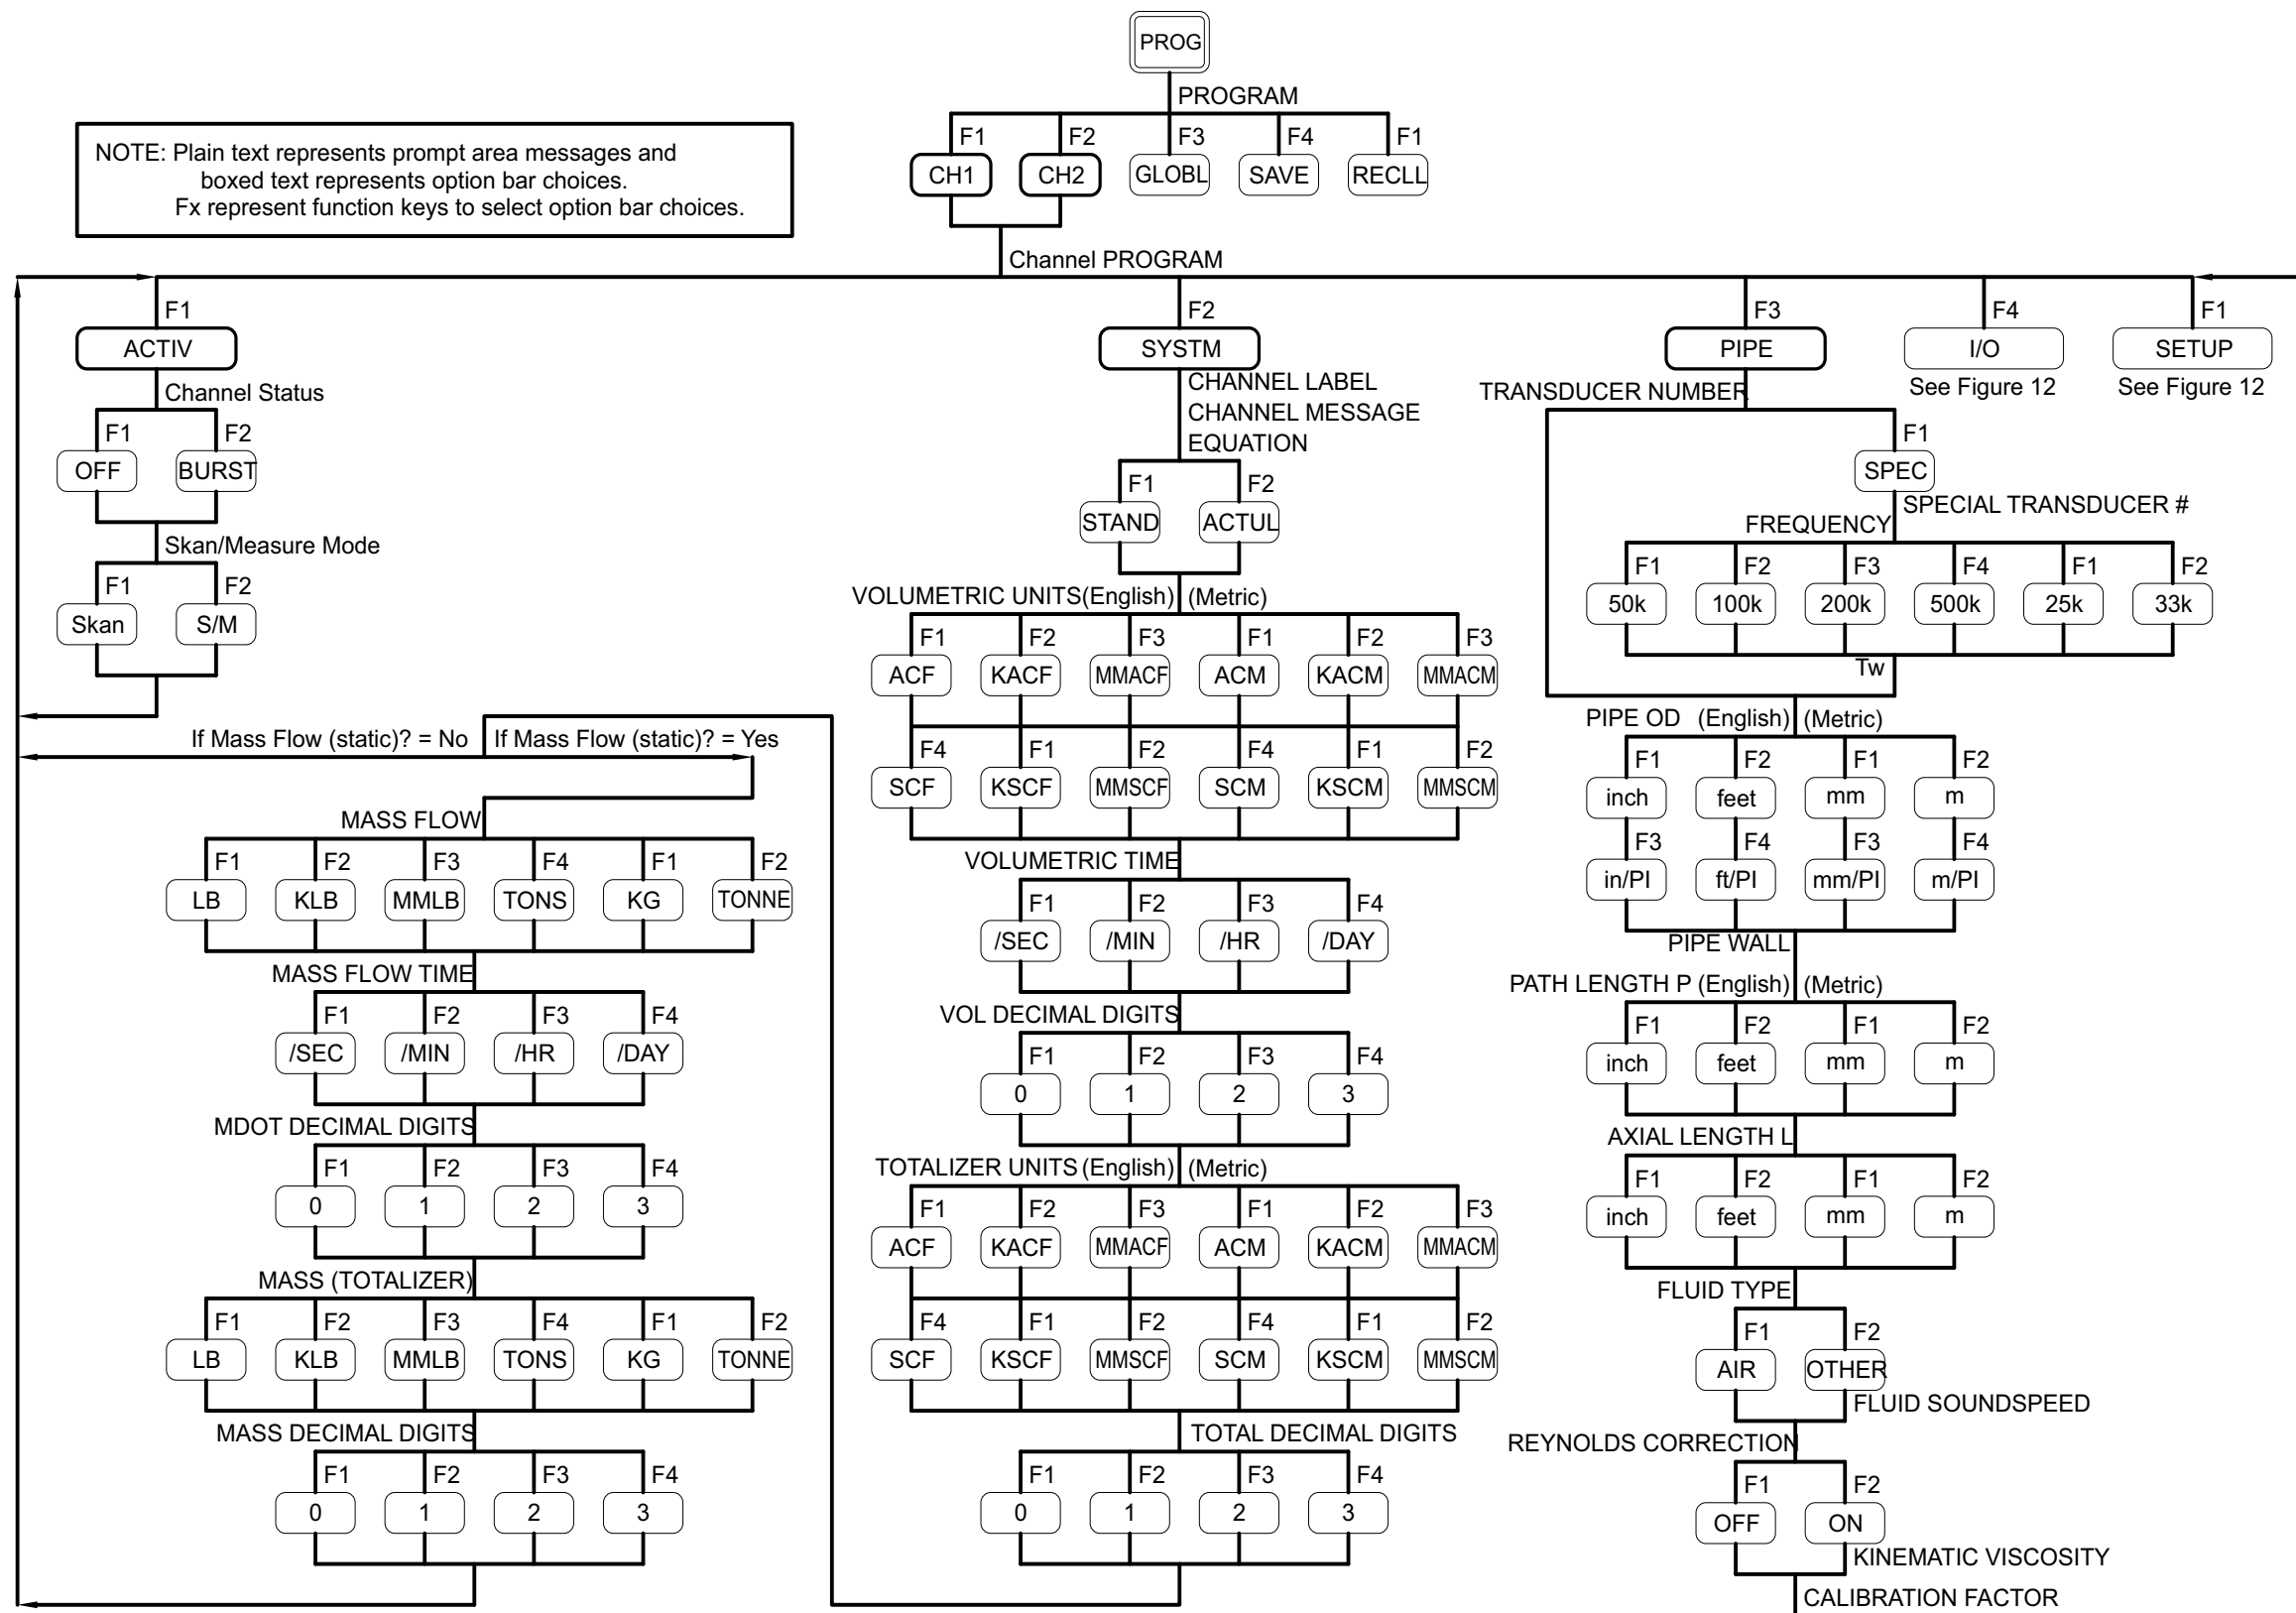 PROG
PROGRAM
F1 F2 F3 F4 F1
CH1 CH2 GLOBL SAVE RECLL
NOTE: Plain text represents prompt area messages and
boxed text represents option bar choices.
Fx represent function keys to select option bar choices.
Channel PROGRAM
F1 F2 F3 F4 F1
ACTIV SYSTM PIPE I/O SETUP
See Figure 12 See Figure 12
Channel Status
F1 F2
OFF BURST
Skan/Measure Mode
F1 F2
Skan S/M
If Mass Flow (static)? = No If Mass Flow (static)? = Yes
MASS FLOW
F1 F2 F3 F4 F1 F2
LB KLB MMLB TONS KG TONNE
MASS FLOW TIME
F1 F2 F3 F4
/SEC /MIN /HR /DAY
MDOT DECIMAL DIGITS
F1 F2 F3 F4
0 1 2 3
MASS (TOTALIZER)
F1 F2 F3 F4 F1 F2
LB KLB MMLB TONS KG TONNE
MASS DECIMAL DIGITS
F1 F2 F3 F4
0 1 2 3
CHANNEL LABEL
CHANNEL MESSAGE
EQUATION
F1 F2
STAND ACTUL
VOLUMETRIC UNITS(English) (Metric)
F1 F2 F3 F1 F2 F3
ACF KACF MMACF ACM KACM MMACM
F4 F1 F2 F4 F1 F2
SCF KSCF MMSCF SCM KSCM MMSCM
VOLUMETRIC TIME
F1 F2 F3 F4
/SEC /MIN /HR /DAY
VOL DECIMAL DIGITS
F1 F2 F3 F4
0 1 2 3
TOTALIZER UNITS (English) (Metric)
F1 F2 F3 F1 F2 F3
ACF KACF MMACF ACM KACM MMACM
F4 F1 F2 F4 F1 F2
SCF KSCF MMSCF SCM KSCM MMSCM
TOTAL DECIMAL DIGITS
F1 F2 F3 F4
0 1 2 3
TRANSDUCER NUMBER
F1
SPEC
SPECIAL TRANSDUCER #
FREQUENCY
F1 F2 F3 F4 F1 F2
50k 100k 200k 500k 25k 33k
Tw
PIPE OD (English) (Metric)
F1 F2 F1 F2
inch feet mm m
F3 F4 F3 F4
in/PI ft/PI mm/PI m/PI
PIPE WALL
PATH LENGTH P (English) (Metric)
F1 F2 F1 F2
inch feet mm m
AXIAL LENGTH L
F1 F2 F1 F2
inch feet mm m
FLUID TYPE
F1 F2
AIR OTHER
FLUID SOUNDSPEED
REYNOLDS CORRECTION
F1 F2
OFF ON
KINEMATIC VISCOSITY
CALIBRATION FACTOR